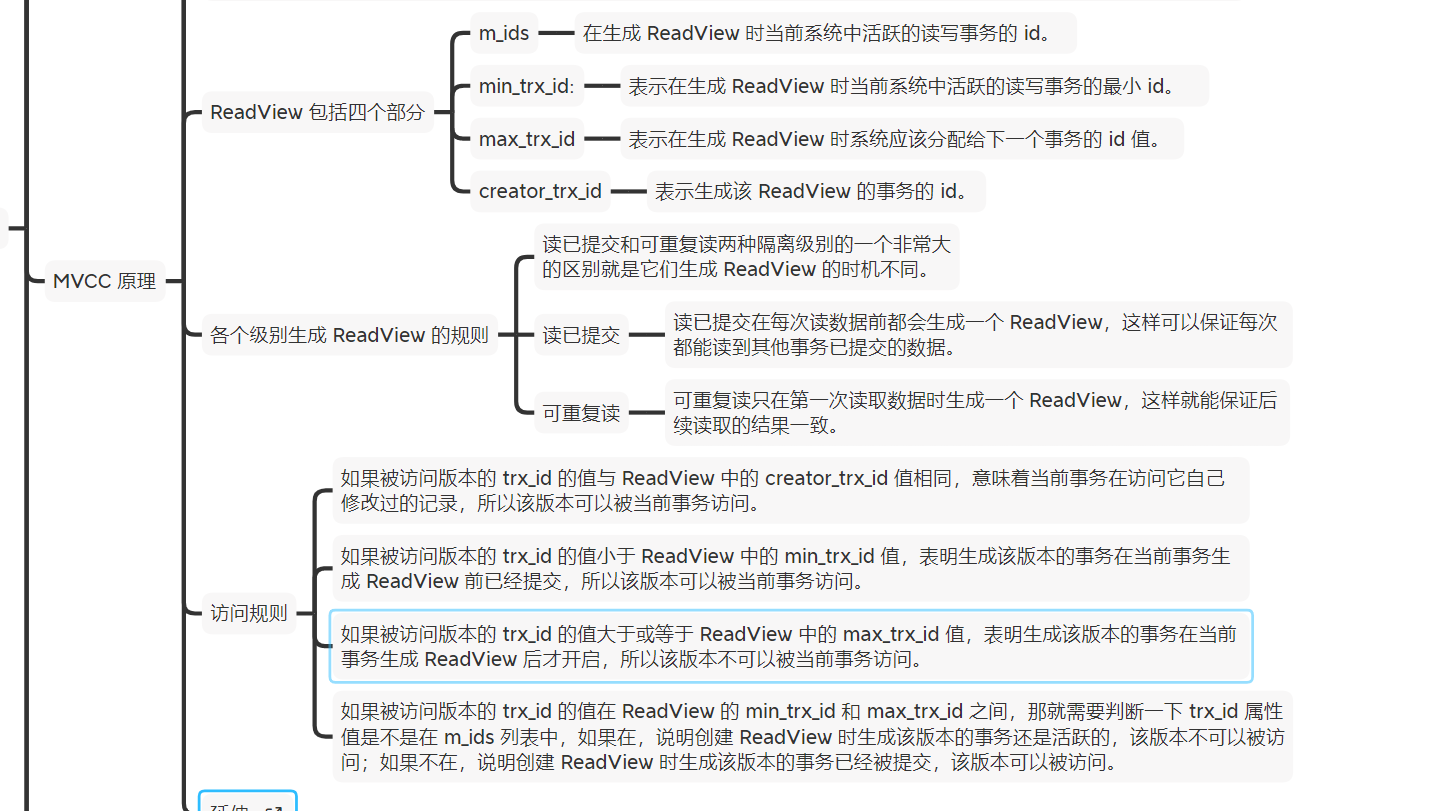 m_ids
在生成 ReadView 时当前系统中活跃的读写事务的 id。
min_trx_id:
表示在生成 ReadView 时当前系统中活跃的读写事务的最小 id。
ReadView 包括四个部分
max_trx_id
表示在生成 ReadView 时系统应该分配给下一个事务的 id 值。
creator_trx_id
表示生成该 ReadView 的事务的 id。
MVCC 原理
各个级别生成 ReadView 的规则
读已提交和可重复读两种隔离级别的一个非常大
的区别就是它们生成 ReadView 的时机不同。
读已提交
读已提交在每次读数据前都会生成一个 ReadView，这样可以保证每次
都能读到其他事务已提交的数据。
可重复读
可重复读只在第一次读取数据时生成一个 ReadView，这样就能保证后
续读取的结果一致。
访问规则
如果被访问版本的 trx_id 的值与 ReadView 中的 creator_trx_id 值相同，意味着当前事务在访问它自己
修改过的记录，所以该版本可以被当前事务访问。
如果被访问版本的 trx_id 的值小于 ReadView 中的 min_trx_id 值，表明生成该版本的事务在当前事务生
成 ReadView 前已经提交，所以该版本可以被当前事务访问。
如果被访问版本的 trx_id 的值大于或等于 ReadView 中的 max_trx_id 值，表明生成该版本的事务在当前
事务生成 ReadView 后才开启，所以该版本不可以被当前事务访问。
如果被访问版本的 trx_id 的值在 ReadView 的 min_trx_id 和 max_trx_id 之间，那就需要判断一下 trx_id 属性
值是不是在 m_ids 列表中，如果在，说明创建 ReadView 时生成该版本的事务还是活跃的，该版本不可以被访
问；如果不在，说明创建 ReadView 时生成该版本的事务已经被提交，该版本可以被访问。